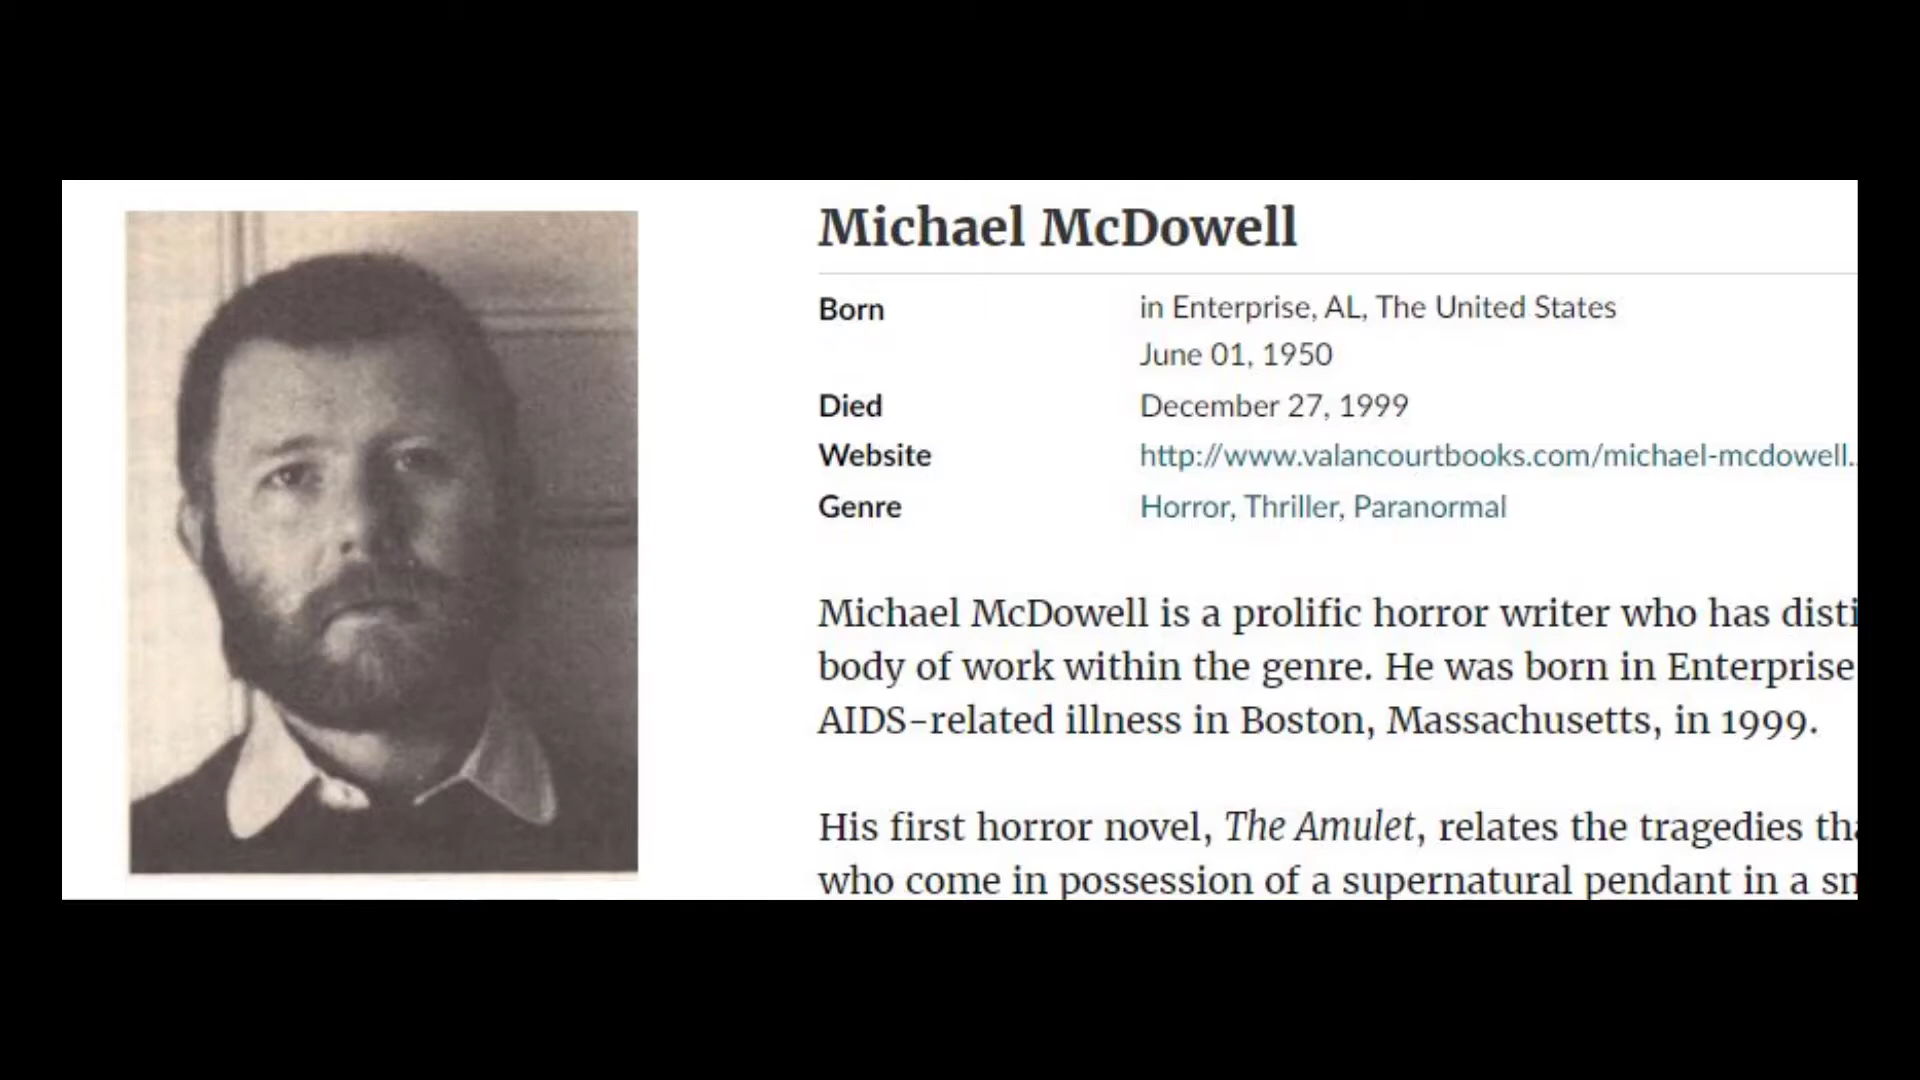 Michael McDowell
Born in Enterprise, AL, The United States
June 01, 1950
Died December 27, 1999
Website http://www.valancourtbooks.com/michael-mcdowell..
Genre Horror, Thriller, Paranormal
Michael McDowell is a prolific horror writer who has disti
body of work within the genre. He was born in Enterprise
AIDS-related illness in Boston, Massachusetts, in 1999.
His first horror novel, The Amulet, relates the tragedies tha
who come in possession of a supernatural pendant in a sm